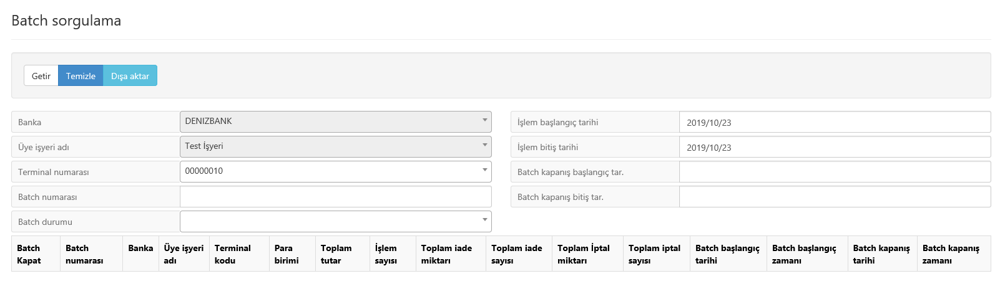 Batch sorgulama
Getir Temizle Dışa aktar
Banka DENIZBANK İşlem başlangıç tarihi 2019/10/23
Üye işyeri adı Test İşyeri İşlem bitiş tarihi 2019/10/23
Terminal numarası 00000010 Batch kapanış başlangıç tar.
Batch numarası Batch kapanış bitiş tar.
Batch durumu
Batch Batch Banka Üye işyeri Terminal Para Toplam İşlem Toplam iade Toplam iade Toplam İptal Toplam iptal Batch başlangıç Batch başlangıç Batch kapanış Batch kapanış
Kapat numarası adı kodu birimi tutar sayısı miktarı sayısı miktarı sayısı tarihi zamanı tarihi zamanı